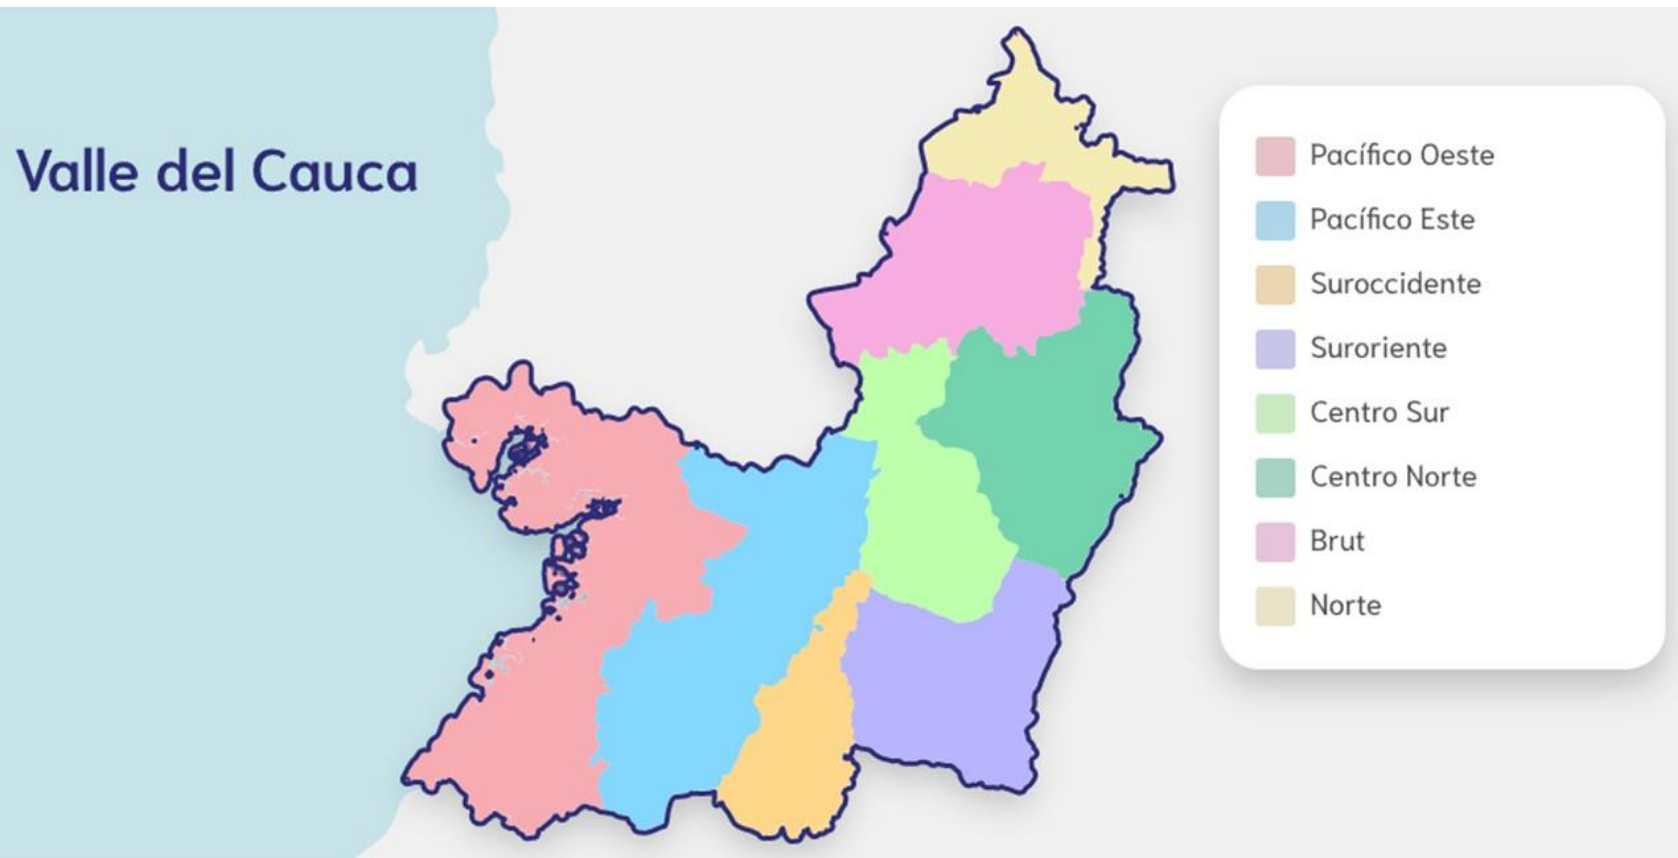 Valle del Cauca
Pacífico Oeste
Pacífico Este
Suroccidente
Suroriente
Centro Sur
Centro Norte
Brut
Norte